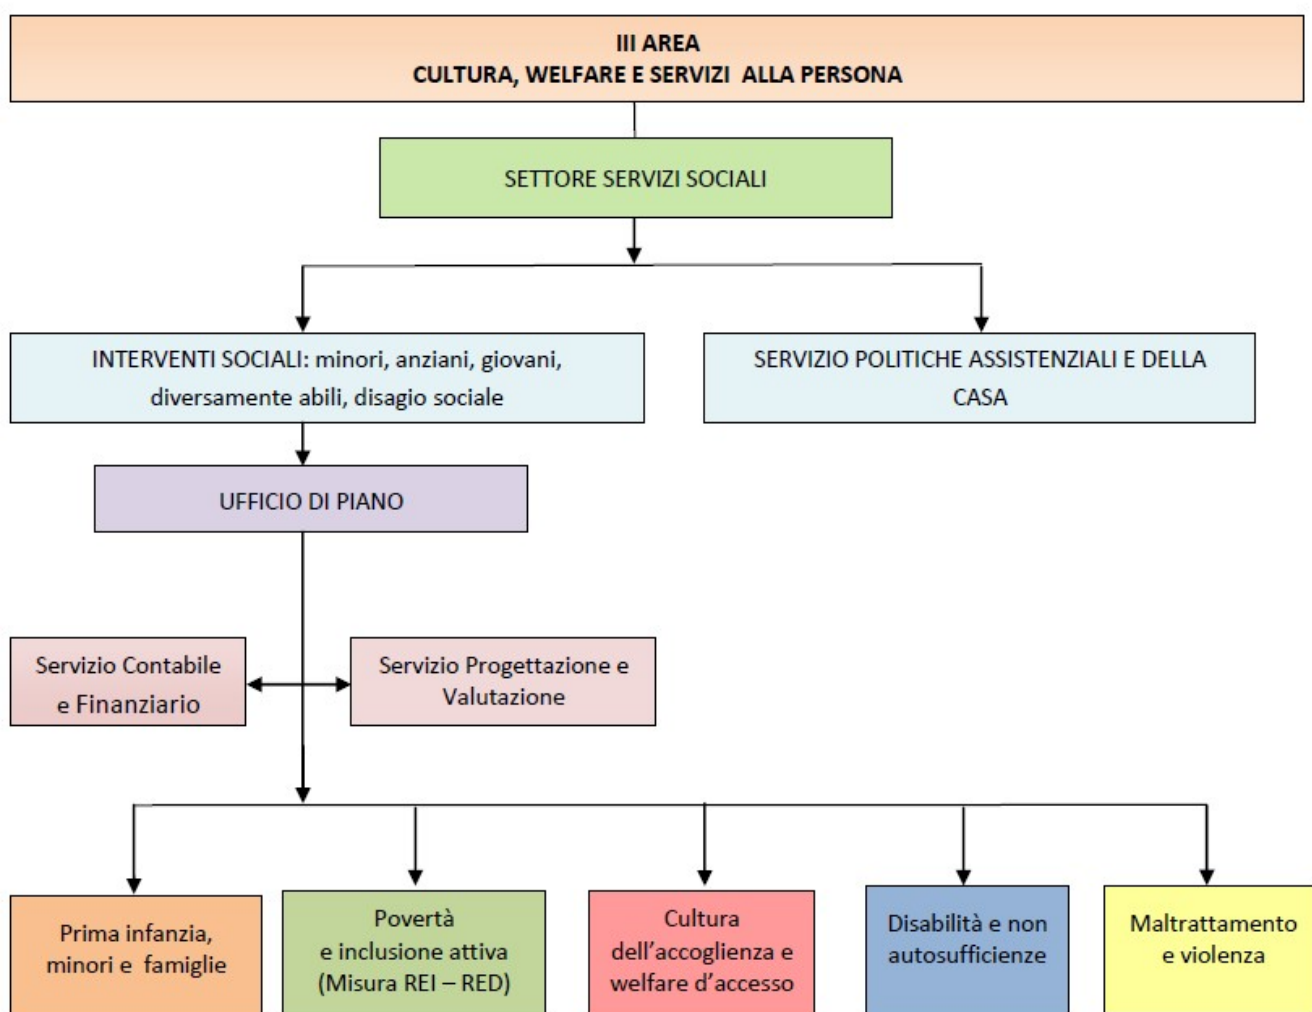 III AREA
CULTURA, WELFARE E SERVIZI ALLA PERSONA
SETTORE SERVIZI SOCIALI
INTERVENTI SOCIALI: minori, anziani, giovani,
diversamente abili, disagio sociale
SERVIZIO POLITICHE ASSISTENZIALI E DELLA
CASA
UFFICIO DI PIANO
Servizio Contabile
e Finanziario
Servizio Progettazione e
Valutazione
Prima infanzia,
minori e famiglie
Povertà
e inclusione attiva
(Misura REI – RED)
Cultura
dell’accoglienza e
welfare d’accesso
Disabilità e non
autosufficienze
Maltrattamento
e violenza